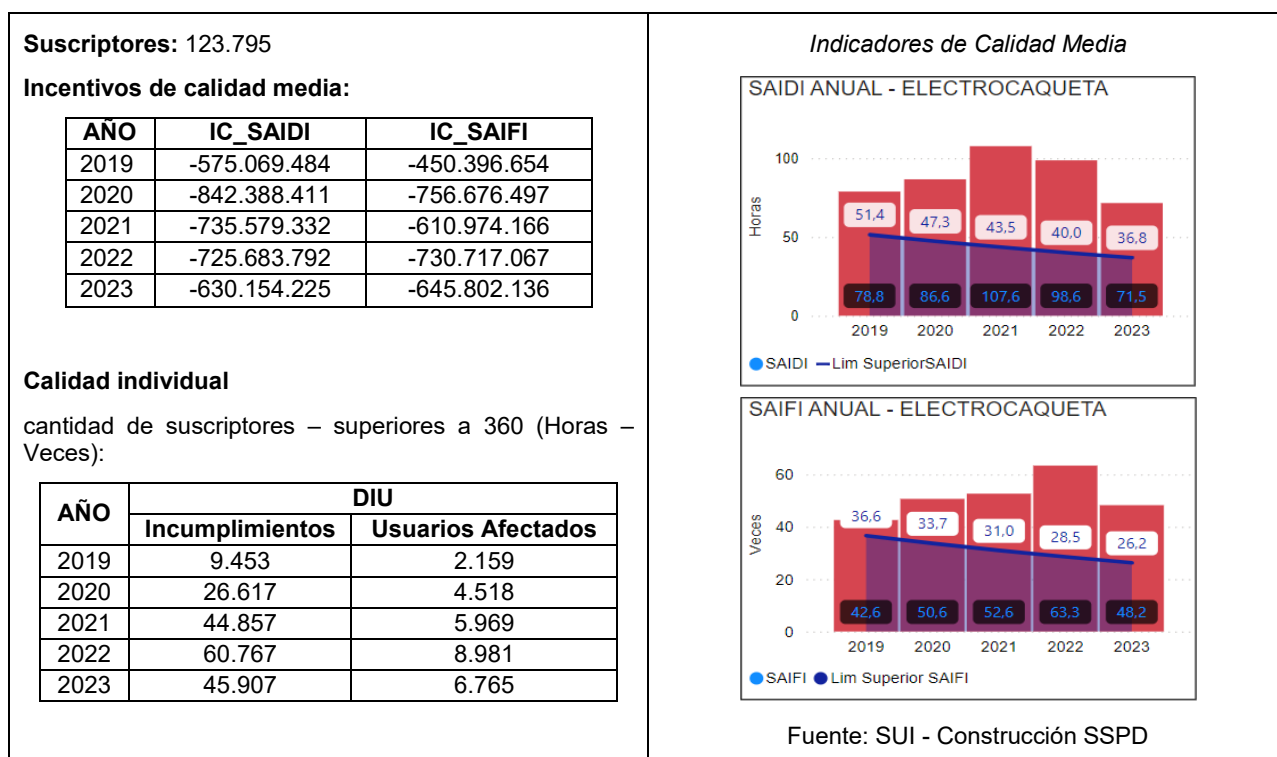 Suscriptores: 123.795
Incentivos de calidad media:
AÑO IC_SAIDI IC_SAIFI
2019 -575.069.484 -450.396.654
2020 -842.388.411 -756.676.497
2021 -735.579.332 -610.974.166
2022 -725.683.792 -730.717.067
2023 -630.154.225 -645.802.136
Calidad individual
cantidad de suscriptores – superiores a 360 (Horas –
Veces):
AÑO DIU
Incumplimientos Usuarios Afectados
2019 9.453 2.159
2020 26.617 4.518
2021 44.857 5.969
2022 60.767 8.981
2023 45.907 6.765
Indicadores de Calidad Media
SAIDI ANUAL - ELECTROCAQUETA
Horas
100
50
0
51,4 47,3 43,5 40,0 36,8
78,8 86,6 107,6 98,6 71,5
2019 2020 2021 2022 2023
SAIDI Lim SuperiorSAIDI
SAIFI ANUAL - ELECTROCAQUETA
Veces
60
40
20
0
36,6 33,7 31,0 28,5 26,2
42,6 50,6 52,6 63,3 48,2
2019 2020 2021 2022 2023
SAIFI Lim Superior SAIFI
Fuente: SUI - Construcción SSPD